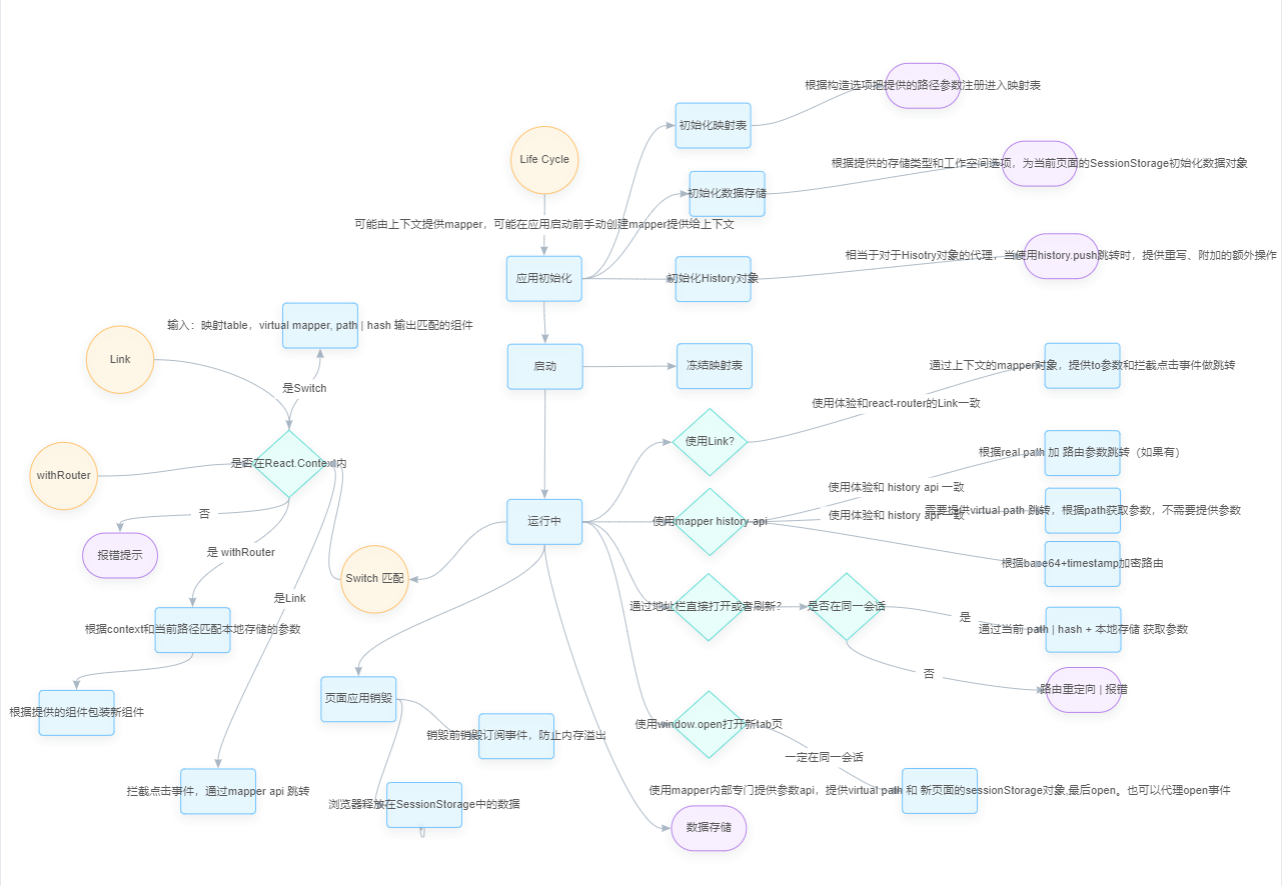 根据构造选项把提供的路径参数注册进入映射表
初始化映射表
Life Cycle
根据提供的存储类型和工作空间选项，为当前页面的SessionStorage初始化数据对象
初始化数据存储
可能由上下文提供mapper，可能在应用启动前手动创建mapper提供给上下文
相当于对于Hisotry对象的代理，当使用history.push跳转时，提供重写、附加的额外操作
应用初始化
初始化History对象
输入：映射table，virtual mapper, path | hash 输出匹配的组件
Link
启动
冻结映射表
通过上下文的mapper对象，提供to参数和拦截点击事件做跳转
是Switch
使用体验和react-router的Link一致
使用Link?
根据real path 加 路由参数跳转（如果有）
是否在React.Context内
withRouter
使用体验和 history api 一致
否
运行中
使用mapper history api
使用体验和 history api 一致
需要提供virtual path 跳转，根据path获取参数，不需要提供参数
报错提示
是 withRouter
根据base64+timestamp加密路由
Switch 匹配
是Link
通过地址栏直接打开或者刷新?
是否在同一会话
是
根据context和当前路径匹配本地存储的参数
通过当前 path | hash + 本地存储 获取参数
否
路由重定向 | 报错
页面应用销毁
根据提供的组件包装新组件
使用window.open打开新tab页
销毁前销毁订阅事件，防止内存溢出
一定在同一会话
拦截点击事件，通过mapper api 跳转
使用mapper内部专门提供参数api，提供virtual path 和 新页面的sessionStorage对象,最后open。也可以代理open事件
浏览器释放在SessionStorage中的数据
数据存储